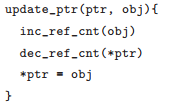 update_ptr(ptr, obj){
  inc_ref_cnt(obj)
  dec_ref_cnt(*ptr)
  *ptr = obj
}